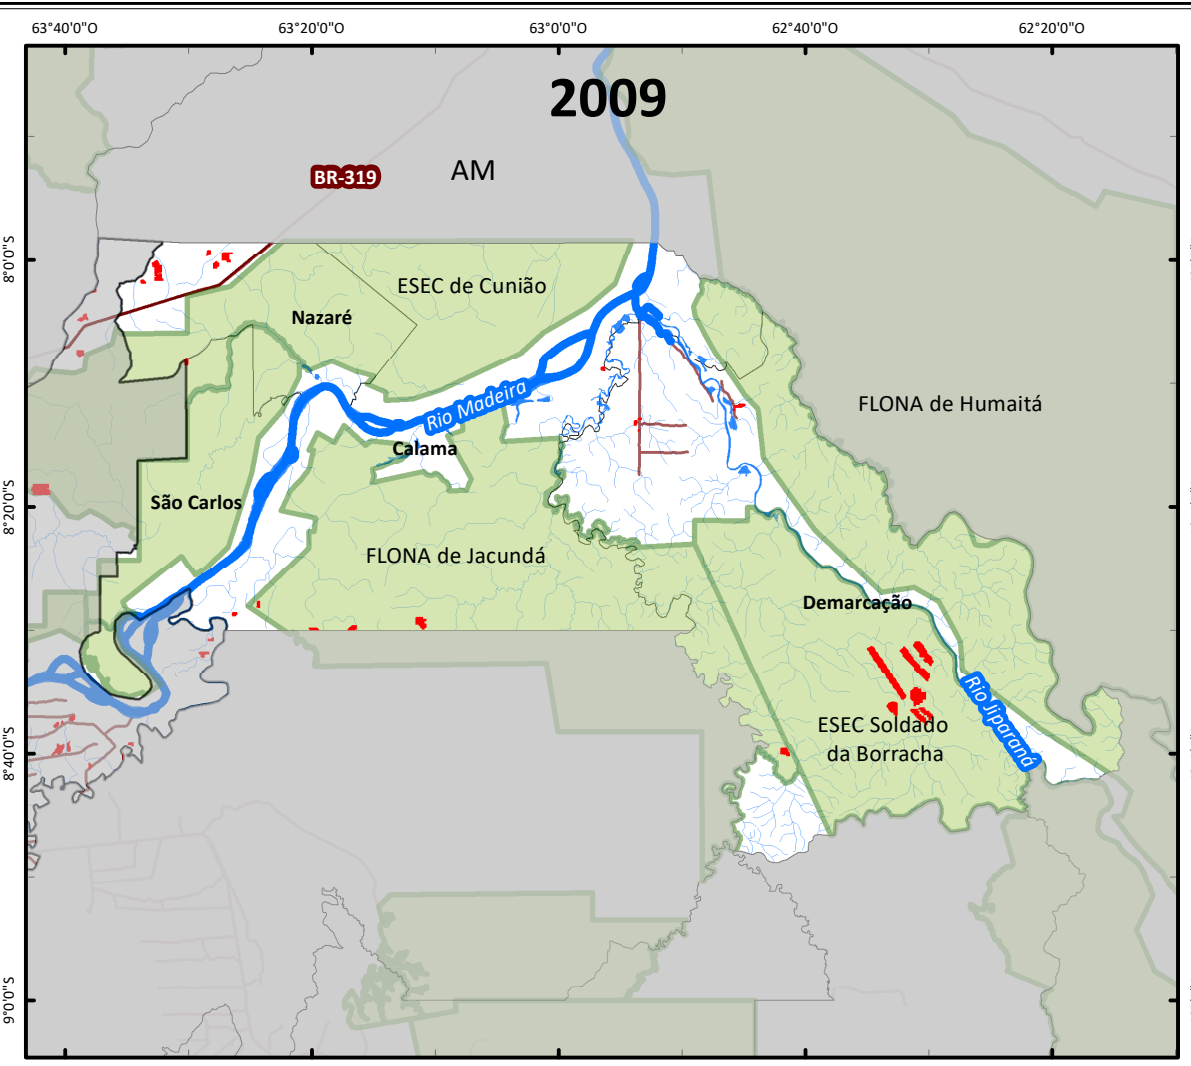 63°40'0"O
63°20'0"O
63°0'0"O
62°40'0"O
62°20'0"O
2009
AM
BR-319
8°0'0"S
ESEC de Cunião
Nazaré
Rio Madeira
FLONA de Humaitá
Calama
São Carlos
8°20'0"S
FLONA de Jacundá
Demarcação
Rio Jiparaná
ESEC Soldado
da Borracha
8°40'0"S
9°0'0"S